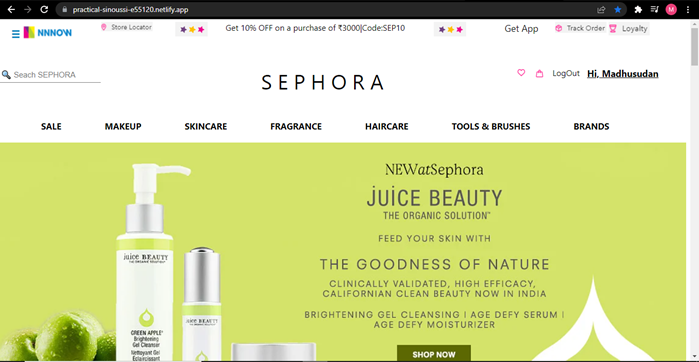 practical-sinoussi-e55120.netlify.app
M
NNNOW
Store Locator
Get 10% OFF on a purchase of ₹3000|Code:SEP10
Get App
Track Order
Loyalty
Seach SEPHORA
SEPHORA
LogOut
Hi, Madhusudan
SALE
MAKEUP
SKINCARE
FRAGRANCE
HAIRCARE
TOOLS & BRUSHES
BRANDS
NEWatSephora
juice BEAUTY
THE ORGANIC SOLUTION™
FEED YOUR SKIN WITH
THE GOODNESS OF NATURE
CLINICALLY VALIDATED, HIGH EFFICACY,
CALIFORNIAN CLEAN BEAUTY NOW IN INDIA
BRIGHTENING GEL CLEANSING | AGE DEFY SERUM |
AGE DEFY MOISTURIZER
SHOP NOW
juice BEAUTY
THE ORGANIC SOLUTION
GREEN APPLE
Brightening
Gel Cleanser
Nettoyant Gel
Éclaircissant
juice BEAUTY